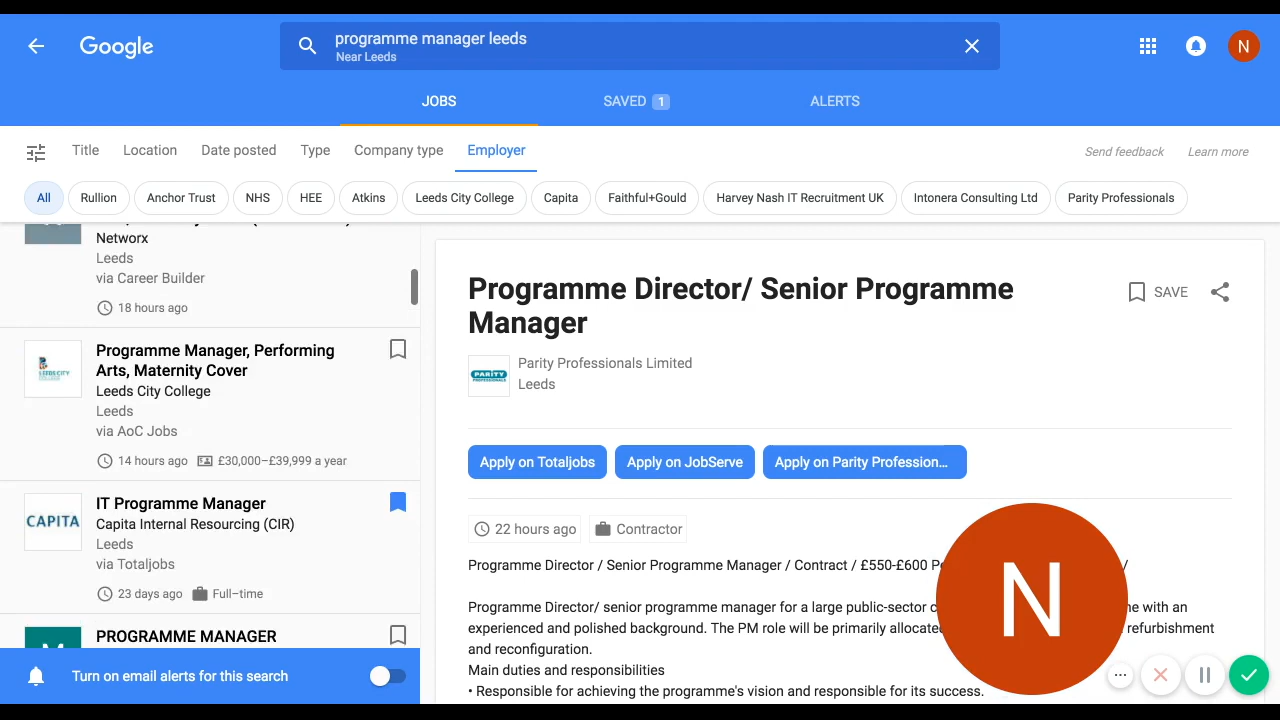 Google
programme manager leeds
Near Leeds
N
JOBS
SAVED 1
ALERTS
Title
Location
Date posted
Type
Company type
Employer
Send feedback
Learn more
All
Rullion
Anchor Trust
NHS
HEE
Atkins
Leeds City College
Capita
Faithful+Gould
Harvey Nash IT Recruitment UK
Intonera Consulting Ltd
Parity Professionals
Networx
Leeds
via Career Builder
18 hours ago
Programme Manager, Performing
Arts, Maternity Cover
Leeds City College
Leeds
via AoC Jobs
14 hours ago £30,000–£39,999 a year
CAPITA
IT Programme Manager
Capita Internal Resourcing (CIR)
Leeds
via Totaljobs
23 days ago Full–time
PROGRAMME MANAGER
Turn on email alerts for this search
Programme Director/ Senior Programme
Manager
SAVE
PARITY
PROFESSIONALS
Parity Professionals Limited
Leeds
Apply on Totaljobs
Apply on JobServe
Apply on Parity Profession...
22 hours ago
Contractor
Programme Director / Senior Programme Manager / Contract / £550-£600 /
Programme Director/ senior programme manager for a large public-sector with an
experienced and polished background. The PM role will be primarily allocated refurbishment
and reconfiguration.
Main duties and responsibilities
• Responsible for achieving the programme's vision and responsible for its success.
N